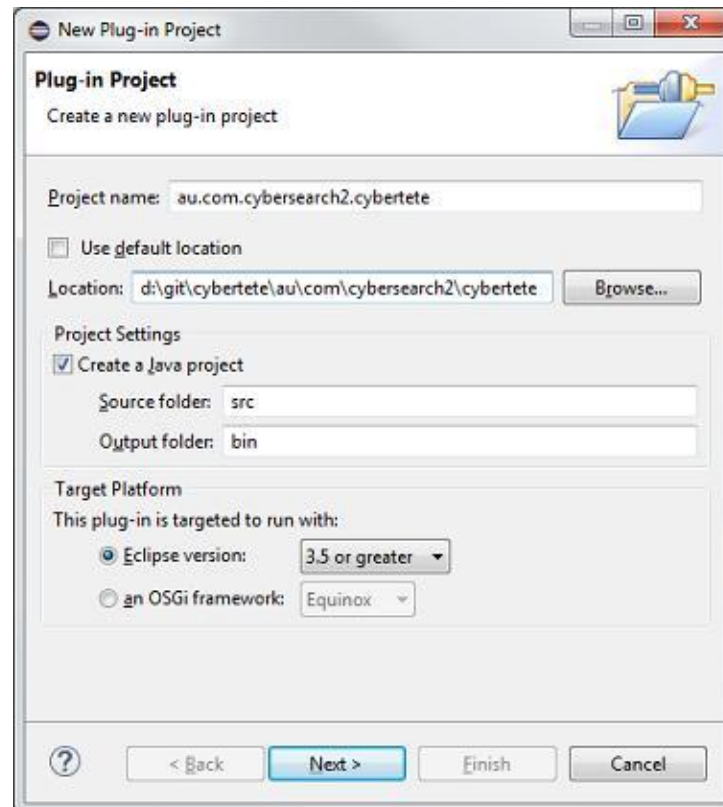 New Plug-in Project
Plug-in Project
Create a new plug-in project
Project name: au.com.cybersearch2.cybertete
Use default location
Location: d:\git\cybertete\au\com\cybersearch2\cybertete Browse...
Project Settings
Create a Java project
Source folder: src
Output folder: bin
Target Platform
This plug-in is targeted to run with:
Eclipse version: 3.5 or greater
an OSGi framework: Equinox
? < Back Next > Finish Cancel